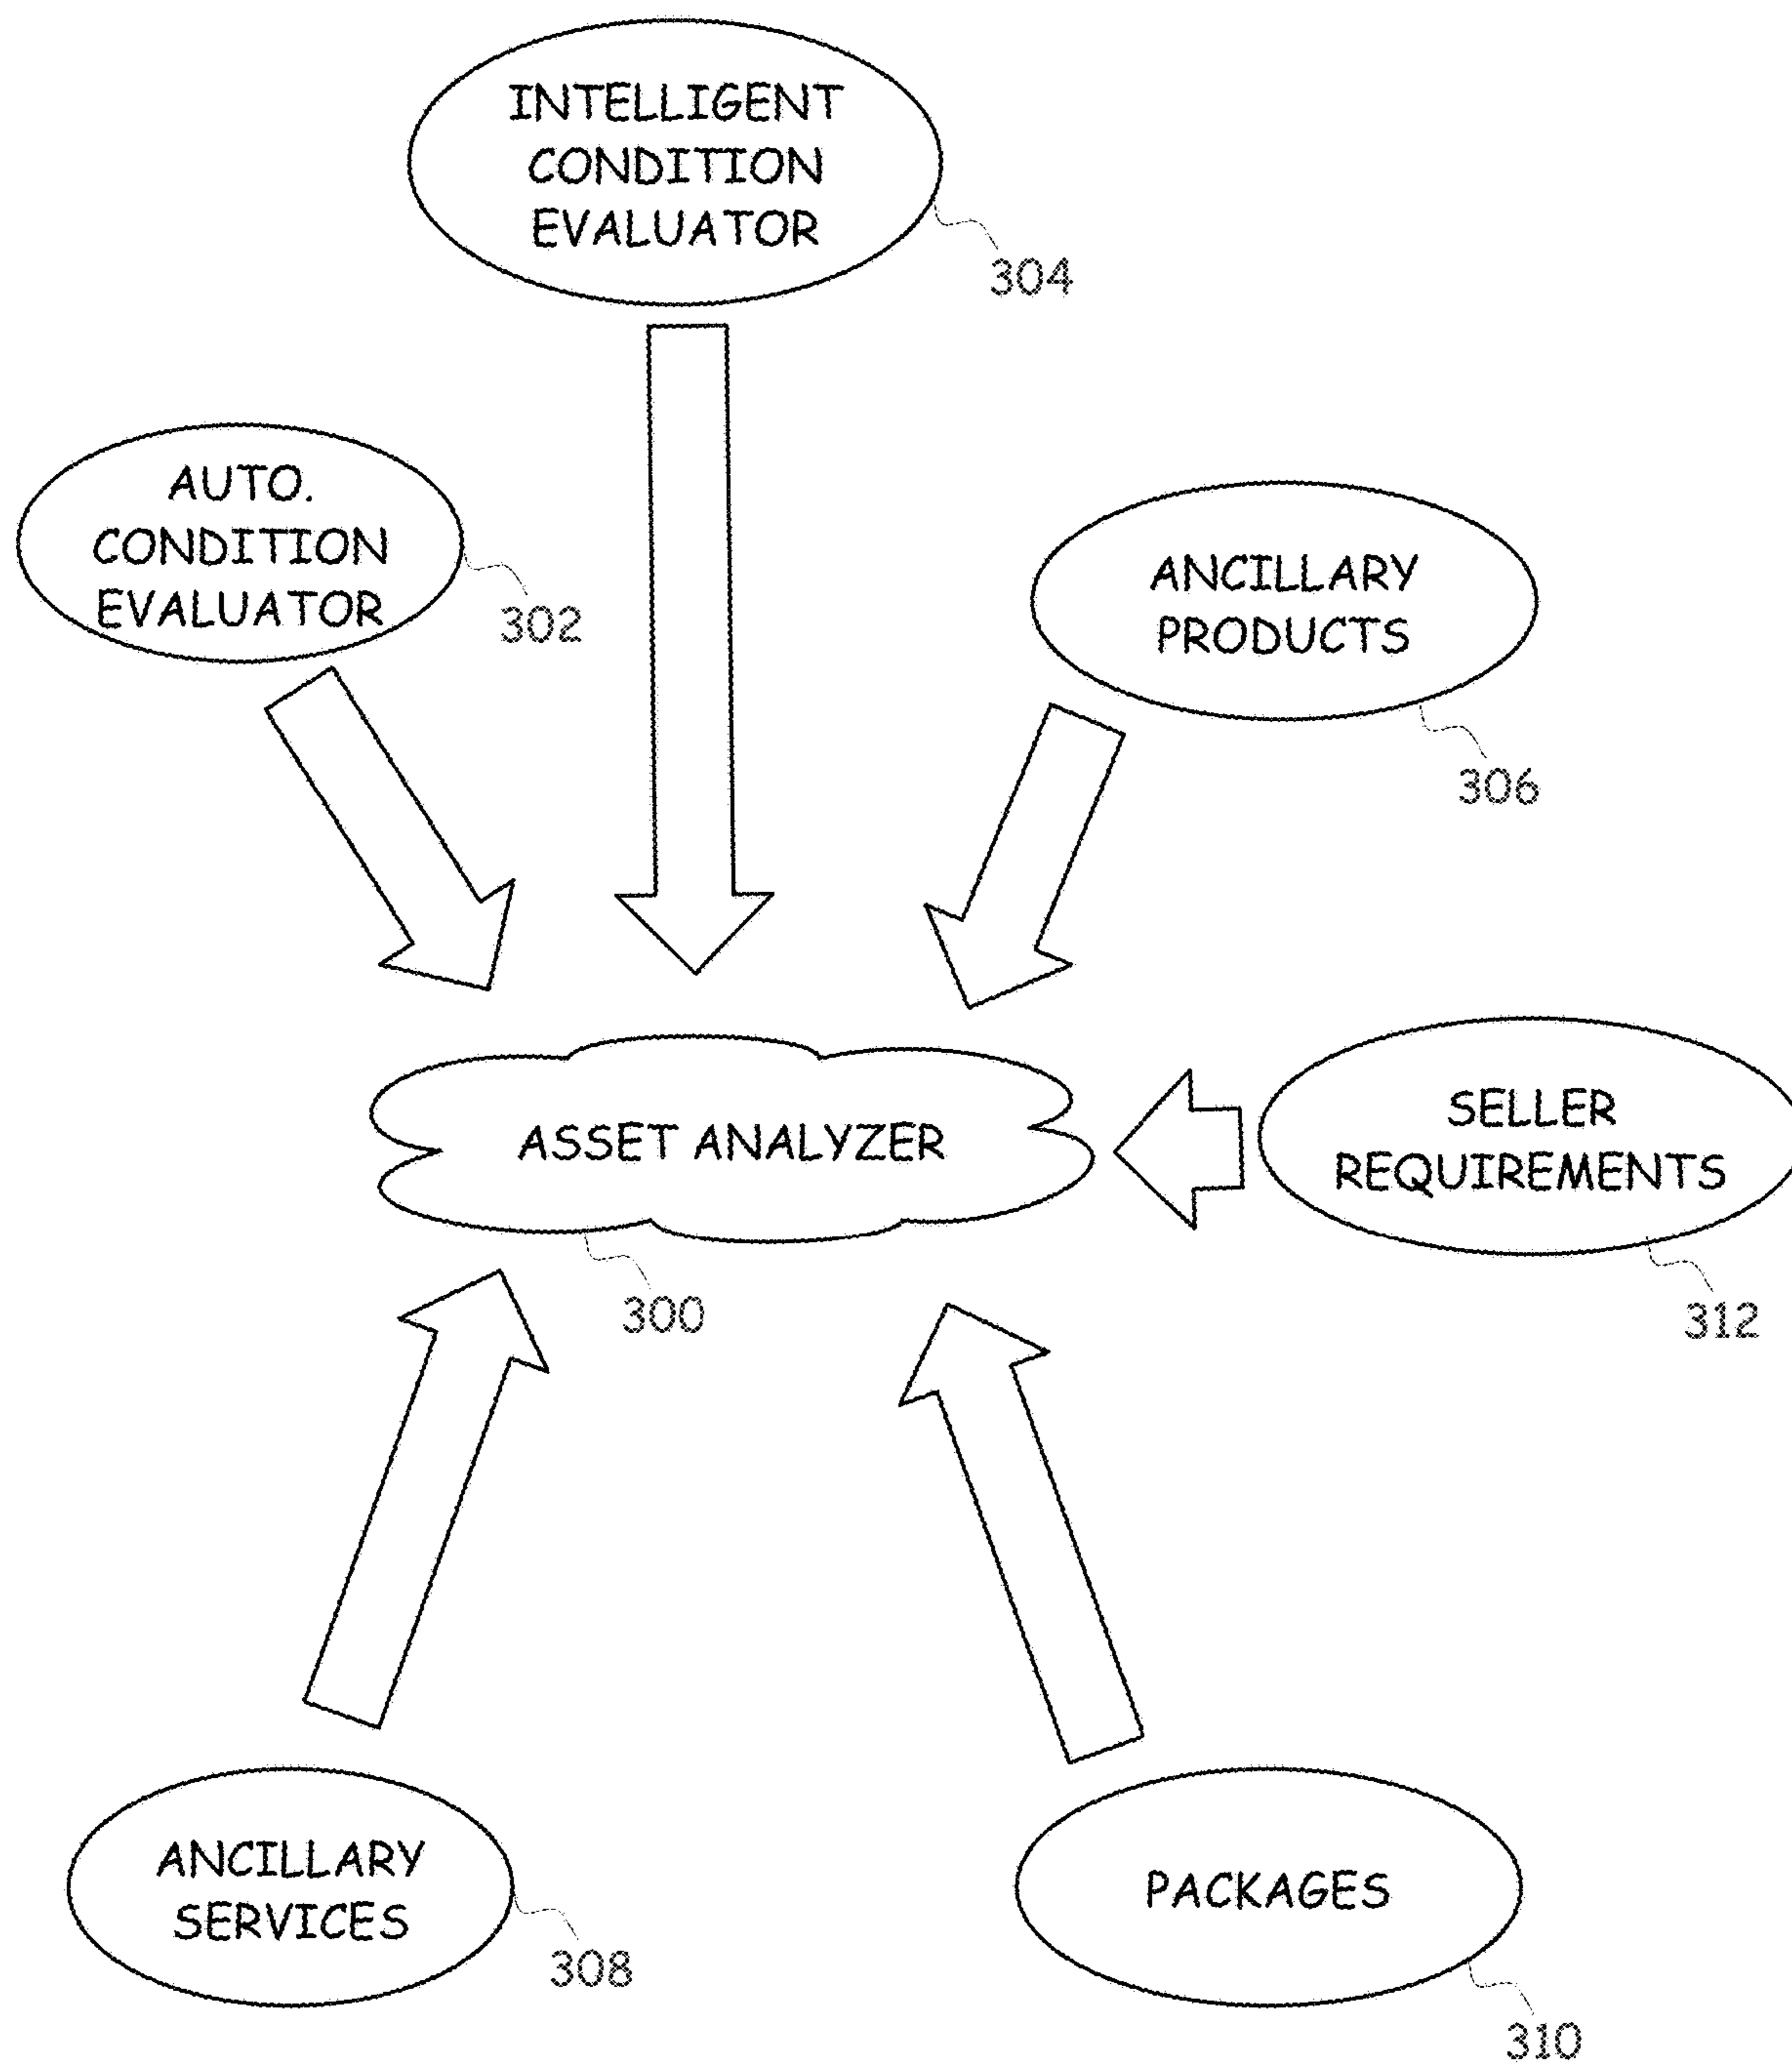 INTELLIGENT
CONDITION
EVALUATOR
304
AUTO.
CONDITION
EVALUATOR
302
ANCILLARY
PRODUCTS
306
ASSET ANALYZER
300
SELLER
REQUIREMENTS
312
ANCILLARY
SERVICES
308
PACKAGES
310